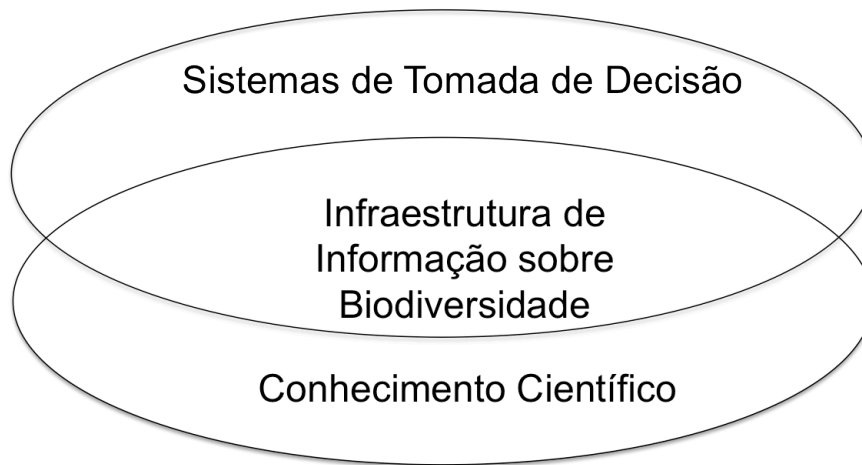 Sistemas de Tomada de Decisão
Infraestrutura de
Informação sobre
Biodiversidade
Conhecimento Científico